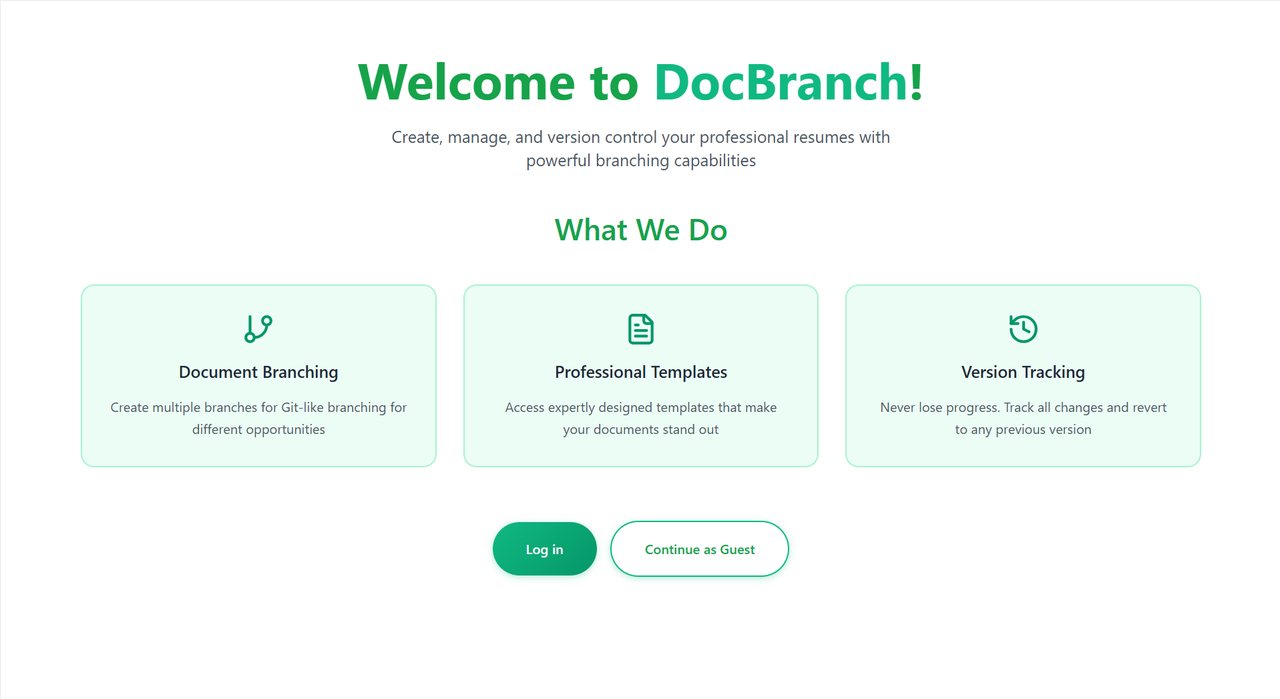 Welcome to DocBranch!
Create, manage, and version control your professional resumes with
powerful branching capabilities
What We Do
Document Branching
Create multiple branches for Git-like branching for
different opportunities
Professional Templates
Access expertly designed templates that make
your documents stand out
Version Tracking
Never lose progress. Track all changes and revert
to any previous version
Log in
Continue as Guest